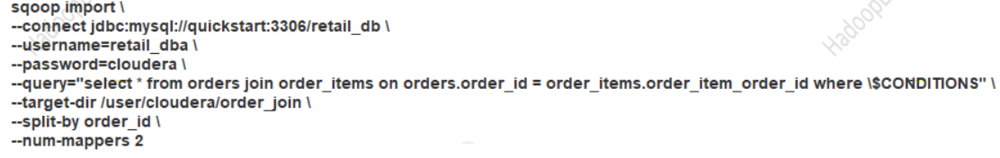 sqoop import \
--connect jdbc:mysql://quickstart:3306/retail_db \
--username=retail_dba \
--password=cloudera \
--query="select * from orders join order_items on orders.order_id = order_items.order_item_order_id where \$CONDITIONS" \
--target-dir /user/cloudera/order_join \
--split-by order_id \
--num-mappers 2